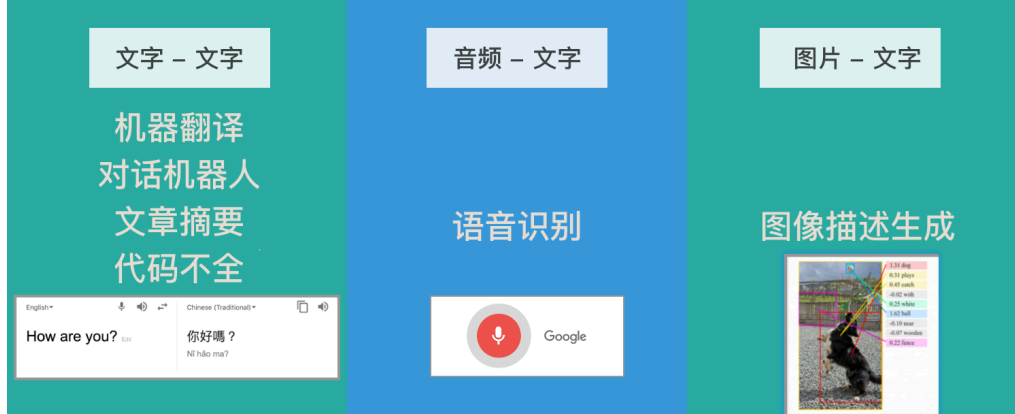 文字 – 文字
机器翻译
对话机器人
文章摘要
代码不全
English
Chinese (Traditional)
How are you? Edit
你好嗎？
Nǐ hǎo ma?
音频 – 文字
语音识别
Google
图片 – 文字
图像描述生成
1.31 dog
0.31 plays
0.45 catch
-0.02 with
0.25 white
1.62 ball
-0.10 near
-0.07 wooden
0.22 fence